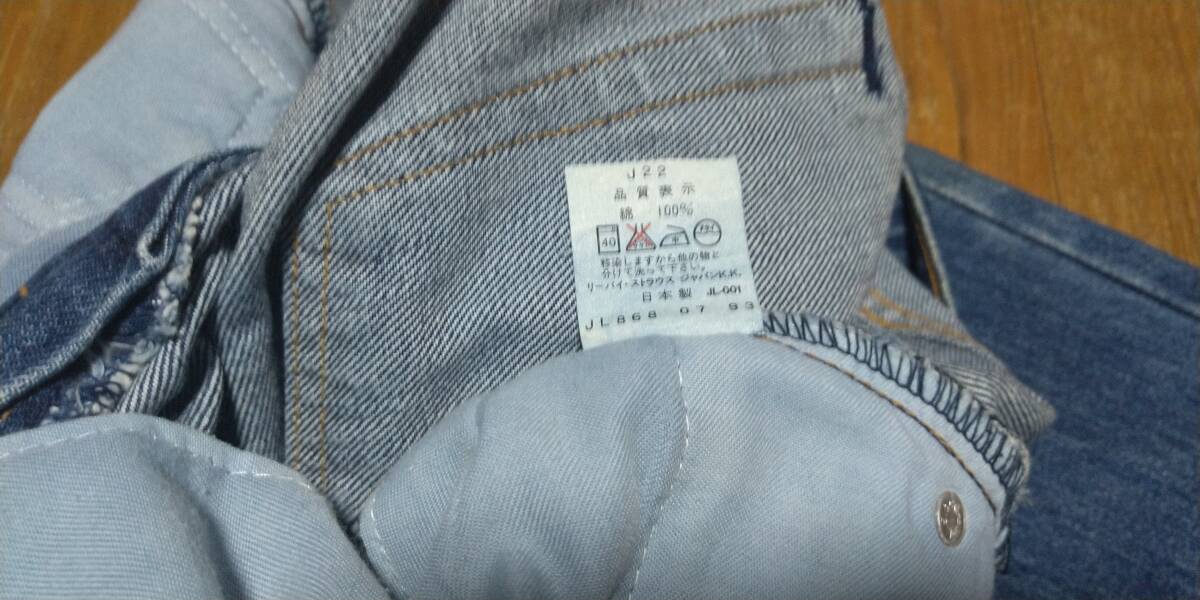 J22
品質表示
綿 100%
40
移染しますから他の物と
分けて洗って下さい。
リーバイ・ストラウス ジャパンK.K.
日本製 JL-001
JL868 07 93